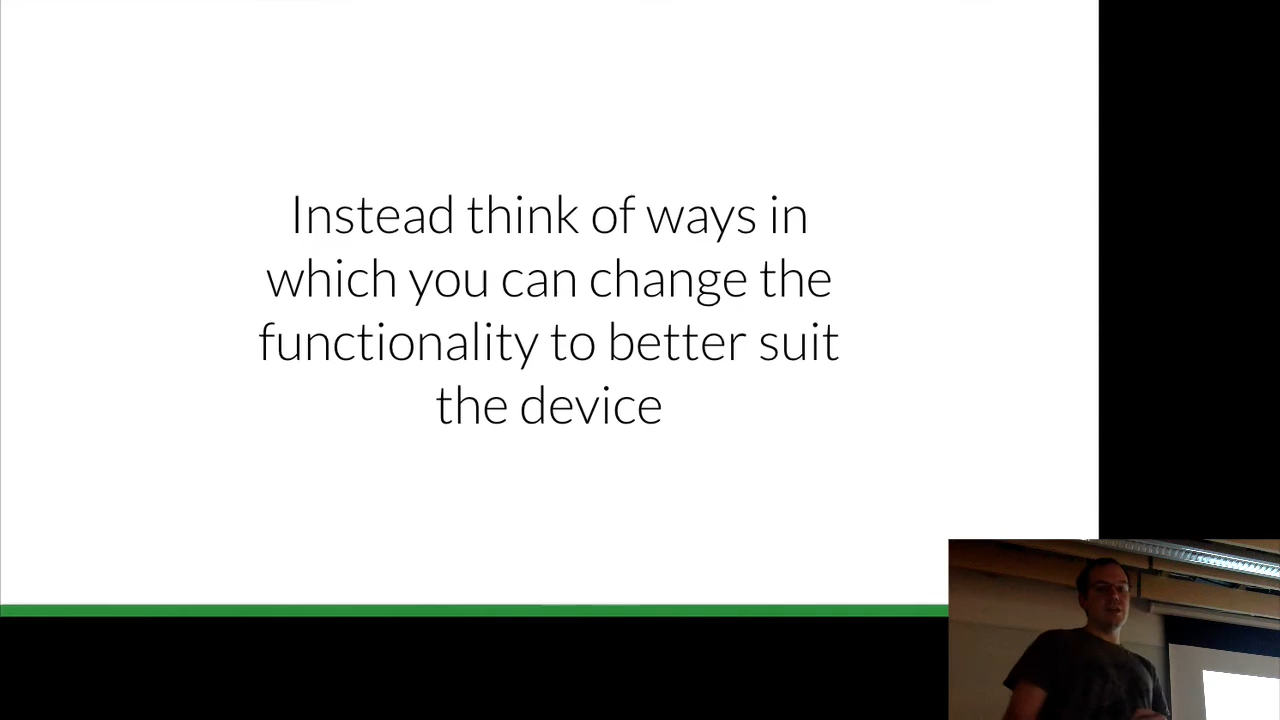 Instead think of ways in
which you can change the
functionality to better suit
the device